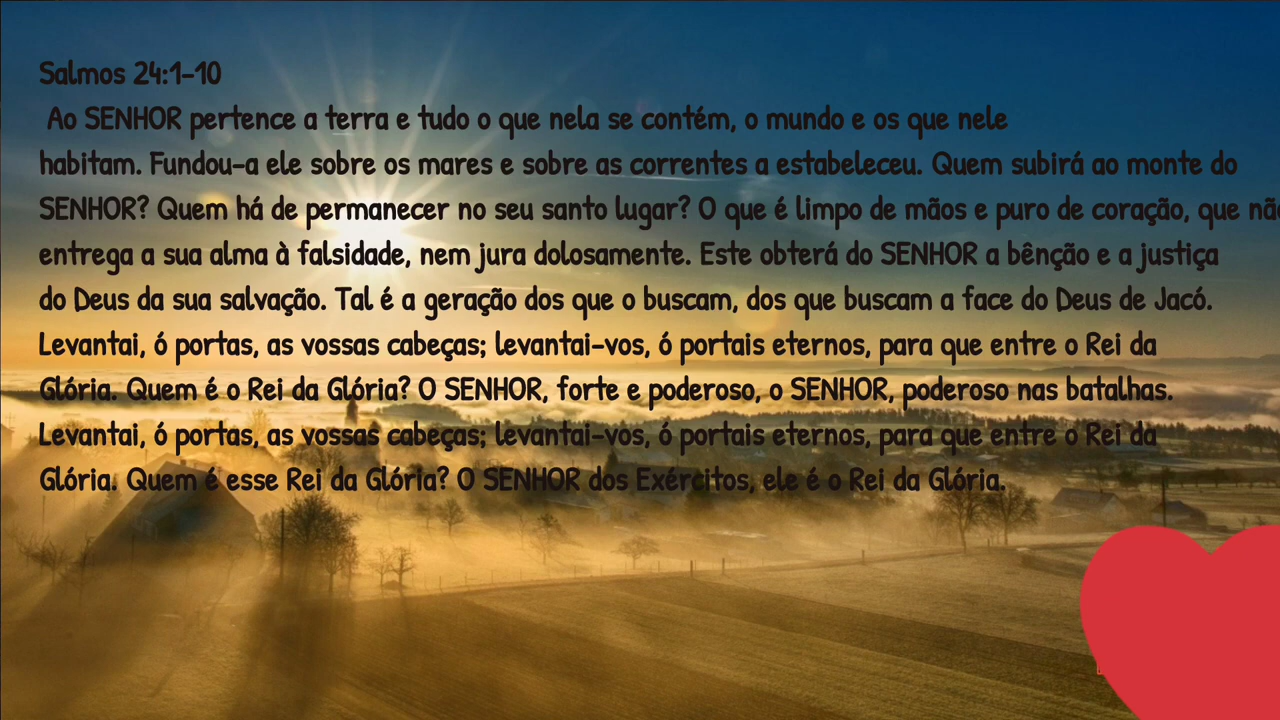 Salmos 24:1-10
Ao SENHOR pertence a terra e tudo o que nela se contém, o mundo e os que nele
habitam. Fundou-a ele sobre os mares e sobre as correntes a estabeleceu. Quem subirá ao monte do
SENHOR? Quem há de permanecer no seu santo lugar? O que é limpo de mãos e puro de coração, que
entrega a sua alma à falsidade, nem jura dolosamente. Este obterá do SENHOR a bênção e a justiça
do Deus da sua salvação. Tal é a geração dos que o buscam, dos que buscam a face do Deus de Jacó.
Levantai, ó portas, as vossas cabeças; levantai-vos, ó portais eternos, para que entre o Rei da
Glória. Quem é o Rei da Glória? O SENHOR, forte e poderoso, o SENHOR, poderoso nas batalhas.
Levantai, ó portas, as vossas cabeças; levantai-vos, ó portais eternos, para que entre o Rei da
Glória. Quem é esse Rei da Glória? O SENHOR dos Exércitos, ele é o Rei da Glória.